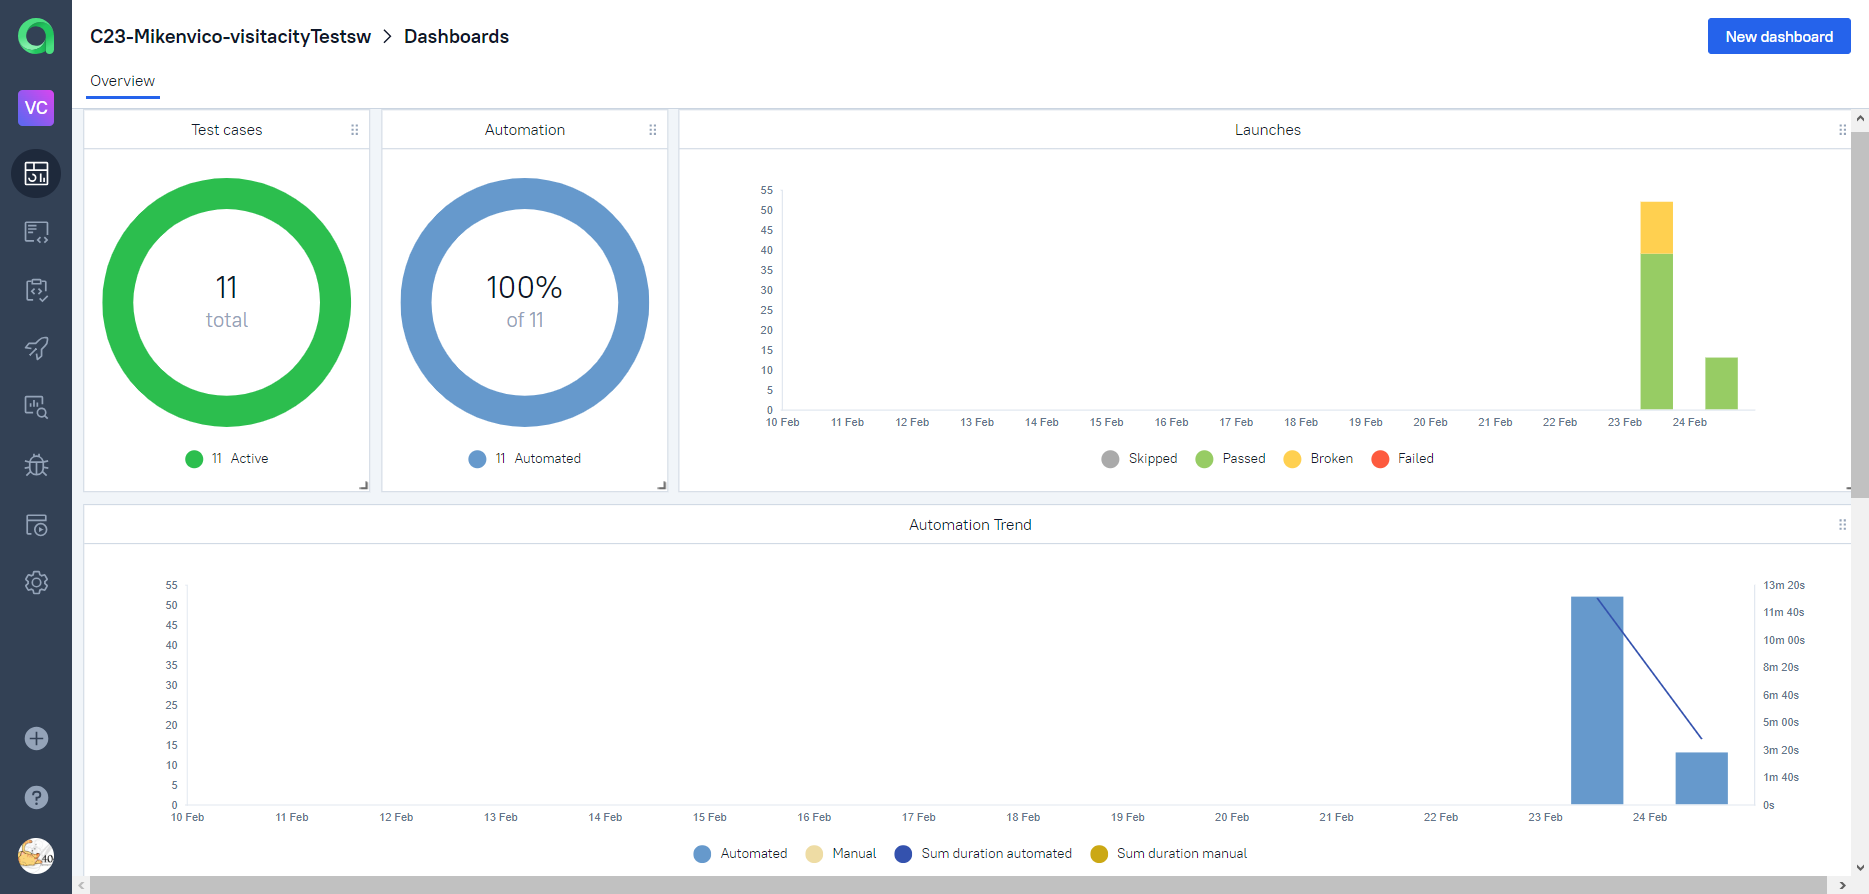 C23-Mikenvico-visitacityTestsw > Dashboards
New dashboard
Overview
VC
Test cases
11
total
11 Active
Automation
100%
of 11
11 Automated
Launches
55
50
45
40
35
30
25
20
15
10
5
0
10 Feb 11 Feb 12 Feb 13 Feb 14 Feb 15 Feb 16 Feb 17 Feb 18 Feb 19 Feb 20 Feb 21 Feb 22 Feb 23 Feb 24 Feb
Skipped Passed Broken Failed
Automation Trend
55
50
45
40
35
30
25
20
15
10
5
0
13m 20s
11m 40s
10m 00s
8m 20s
6m 40s
5m 00s
3m 20s
1m 40s
0s
10 Feb 11 Feb 12 Feb 13 Feb 14 Feb 15 Feb 16 Feb 17 Feb 18 Feb 19 Feb 20 Feb 21 Feb 22 Feb 23 Feb 24 Feb
Automated Manual Sum duration automated Sum duration manual
40